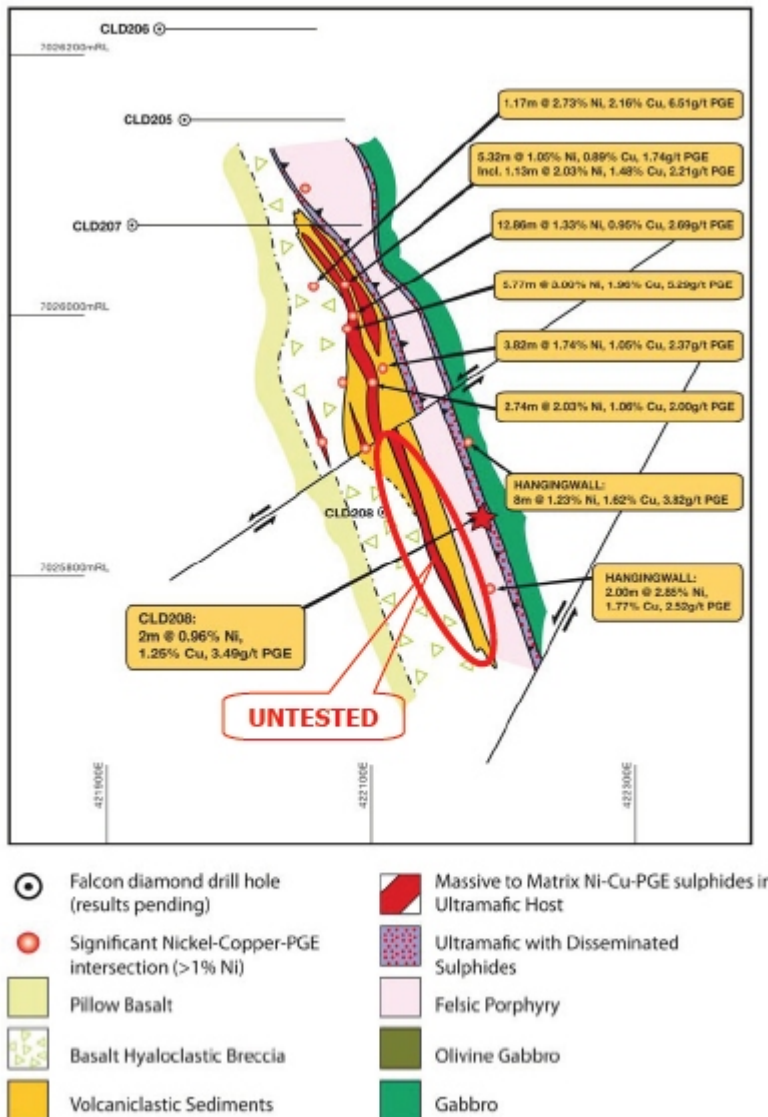 CLD206
7026200mRL
1.17m @ 2.73% Ni, 2.16% Cu, 6.51g/t PGE
CLD205
5.32m @ 1.05% Ni, 0.89% Cu, 1.74g/t PGE
Incl. 1.13m @ 2.03% Ni, 1.48% Cu, 2.21g/t PGE
CLD207
12.86m @ 1.33% Ni, 0.95% Cu, 2.69g/t PGE
5.77m @ 3.00% Ni, 1.96% Cu, 5.29g/t PGE
7026000mRL
3.82m @ 1.74% Ni, 1.05% Cu, 2.37g/t PGE
2.74m @ 2.03% Ni, 1.06% Cu, 2.00g/t PGE
HANGINGWALL:
8m @ 1.23% Ni, 1.62% Cu, 3.82g/t PGE
CLD208
7025800mRL
HANGINGWALL:
2.00m @ 2.85% Ni,
1.77% Cu, 2.52g/t PGE
CLD208:
2m @ 0.96% Ni,
1.25% Cu, 3.49g/t PGE
UNTESTED
421900E
422100E
422300E
Falcon diamond drill hole
(results pending)
Significant Nickel-Copper-PGE
intersection (>1% Ni)
Pillow Basalt
Basalt Hyaloclastic Breccia
Volcaniclastic Sediments
Massive to Matrix Ni-Cu-PGE sulphides in
Ultramafic Host
Ultramafic with Disseminated
Sulphides
Felsic Porphyry
Olivine Gabbro
Gabbro